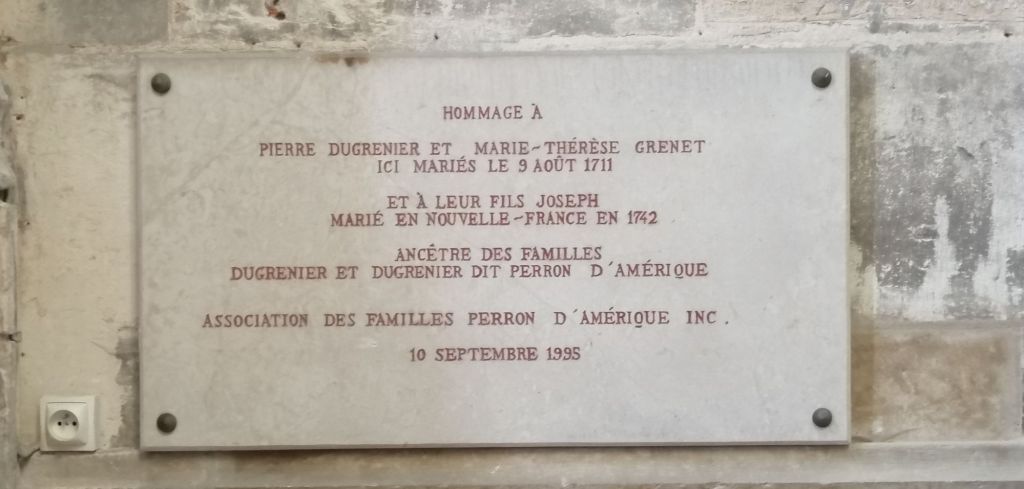 HOMMAGE À
PIERRE DUGRENIER ET MARIE-THÉRÈSE GRENET
ICI MARIÉS LE 9 AOÛT 1711
ET À LEUR FILS JOSEPH
MARIÉ EN NOUVELLE-FRANCE EN 1742
ANCÊTRE DES FAMILLES
DUGRENIER ET DUGRENIER DIT PERRON D'AMÉRIQUE
ASSOCIATION DES FAMILLES PERRON D'AMÉRIQUE INC.
10 SEPTEMBRE 1995